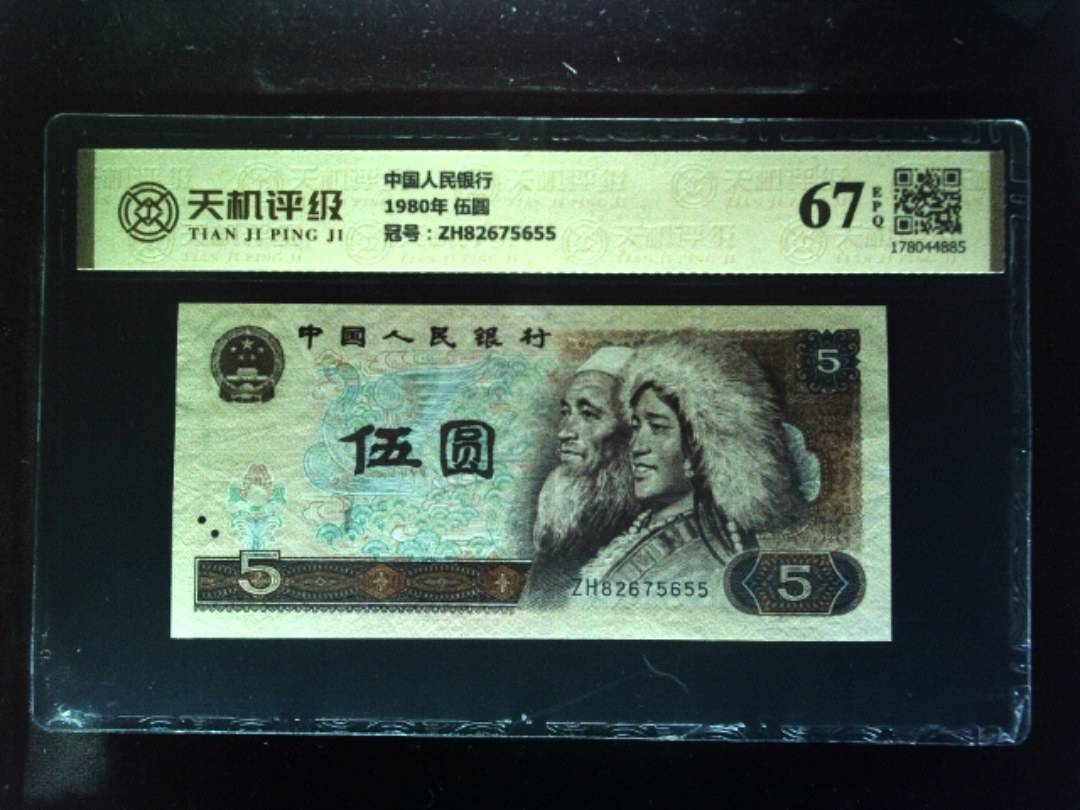 天机评级
TIAN JI PING JI
中国人民银行
1980年 伍圆
冠号：ZH82675655
67
EPQ
178044885
中国人民银行
5
伍圆
5
ZH82675655
5